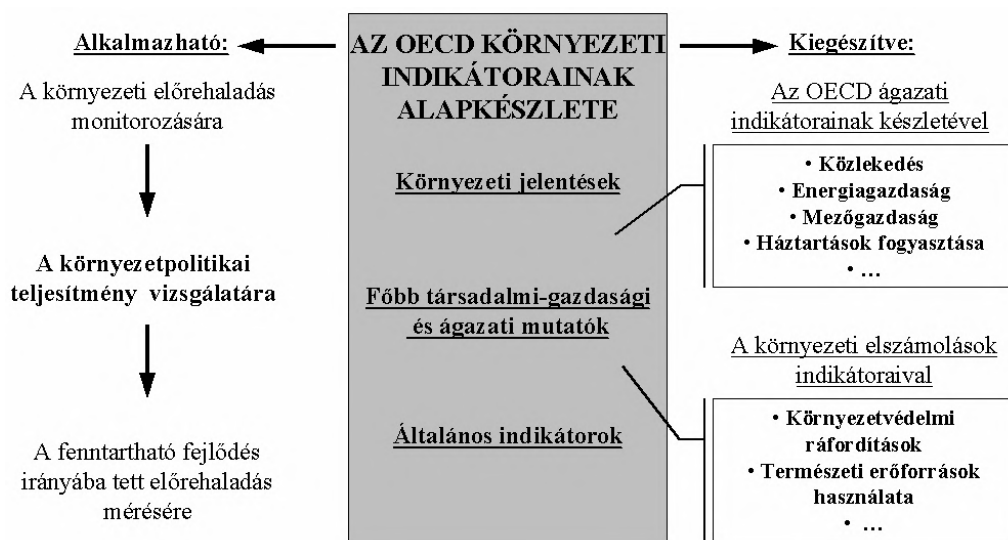 Alkalmazható:
A környezeti előrehaladás
monitorozására
A környezetpolitikai
teljesítmény vizsgálatára
A fenntartható fejlődés
irányába tett előrehaladás
mérésére
AZ OECD KÖRNYEZETI
INDIKÁTORAINAK
ALAPKÉSZLETE
Környezeti jelentések
Főbb társadalmi-gazdasági
és ágazati mutatók
Általános indikátorok
Kiegészítve:
Az OECD ágazati
indikátorainak készletével
• Közlekedés
• Energiagazdaság
• Mezőgazdaság
• Háztartások fogyasztása
• …
A környezeti elszámolások
indikátoraival
• Környezetvédelmi
ráfordítások
• Természeti erőforrások
használata
• …